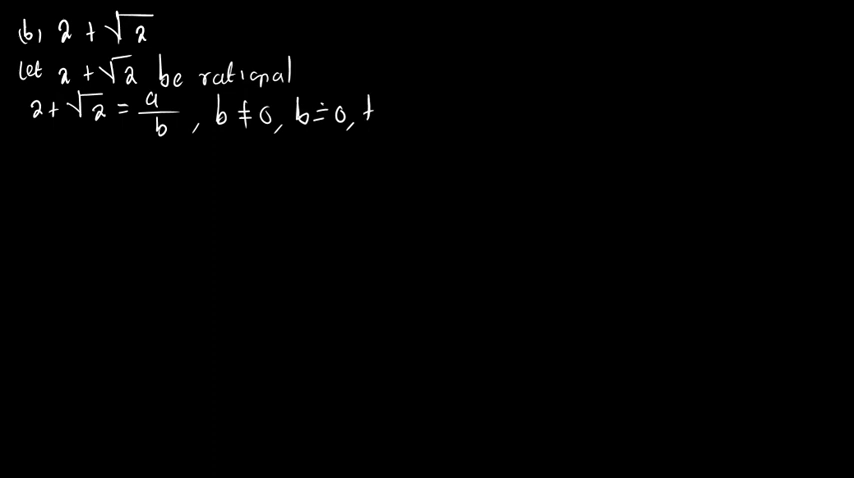 (b) 2 + √2
let 2 + √2 be rational
2 + √2 = a/b, b ≠ 0, b ÷ 0,